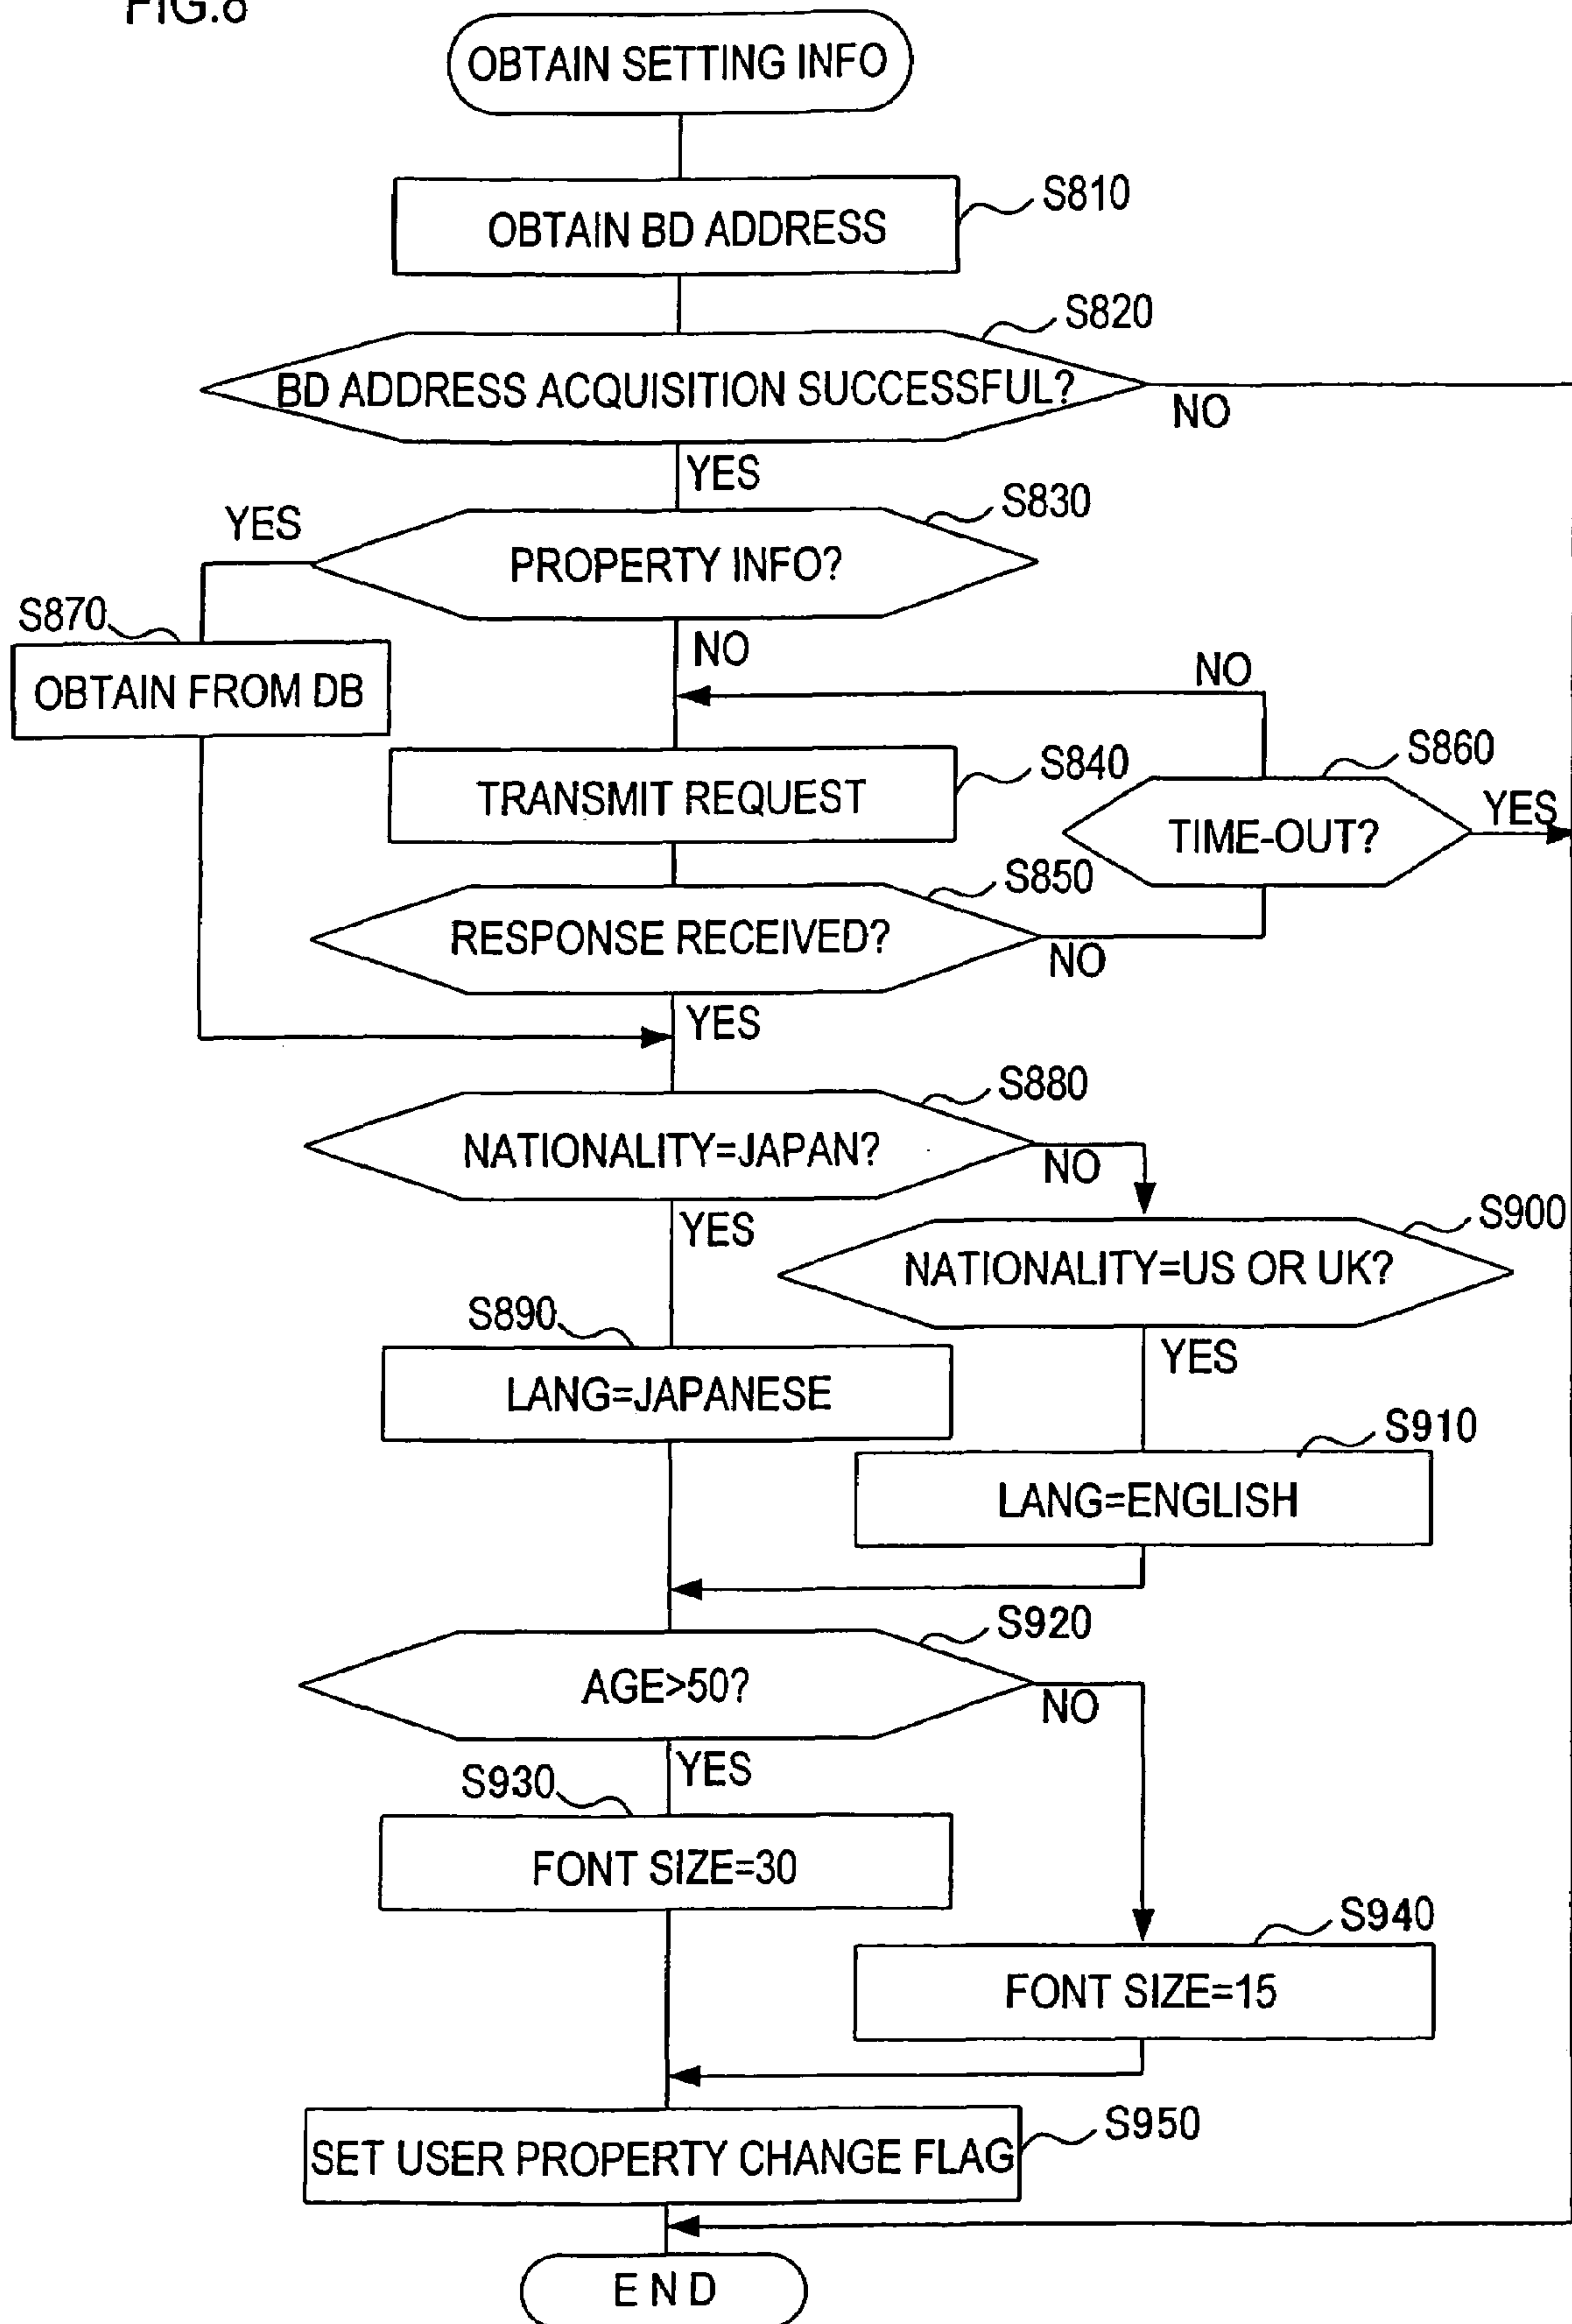 FIG.8
OBTAIN SETTING INFO
S810
OBTAIN BD ADDRESS
S820
BD ADDRESS ACQUISITION SUCCESSFUL?
NO
YES
S830
YES
PROPERTY INFO?
S870
NO
NO
OBTAIN FROM DB
S860
S840
TRANSMIT REQUEST
YES
TIME-OUT?
S850
RESPONSE RECEIVED?
NO
YES
S880
NATIONALITY=JAPAN?
NO
S900
YES
NATIONALITY=US OR UK?
S890
YES
LANG=JAPANESE
S910
LANG=ENGLISH
S920
AGE>50?
NO
YES
S930
FONT SIZE=30
S940
FONT SIZE=15
S950
SET USER PROPERTY CHANGE FLAG
END